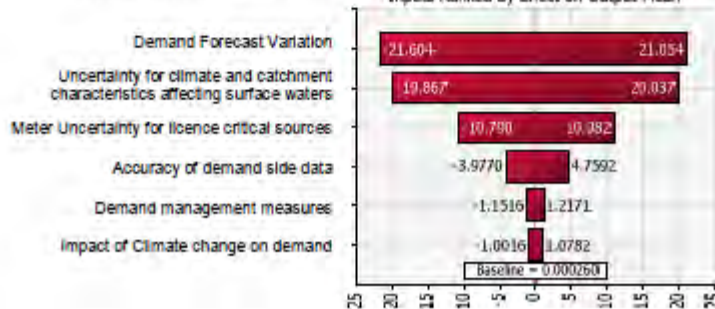 Inputs Ranked By Effect on Output Mean
Demand Forecast Variation
-21.604 21.054
Uncertainty for climate and catchment
characteristics affecting surface waters
19.867 20.037
Meter Uncertainty for licence critical sources
10.982
Accuracy of demand side data
-3.9770 4.7592
Demand management measures
-1.1516 1.2171
Impact of Climate change on demand
-1.0016 1.0782
Baseline = 0.000260
25 20 15 -10 -5 0 5 10 15 20 25